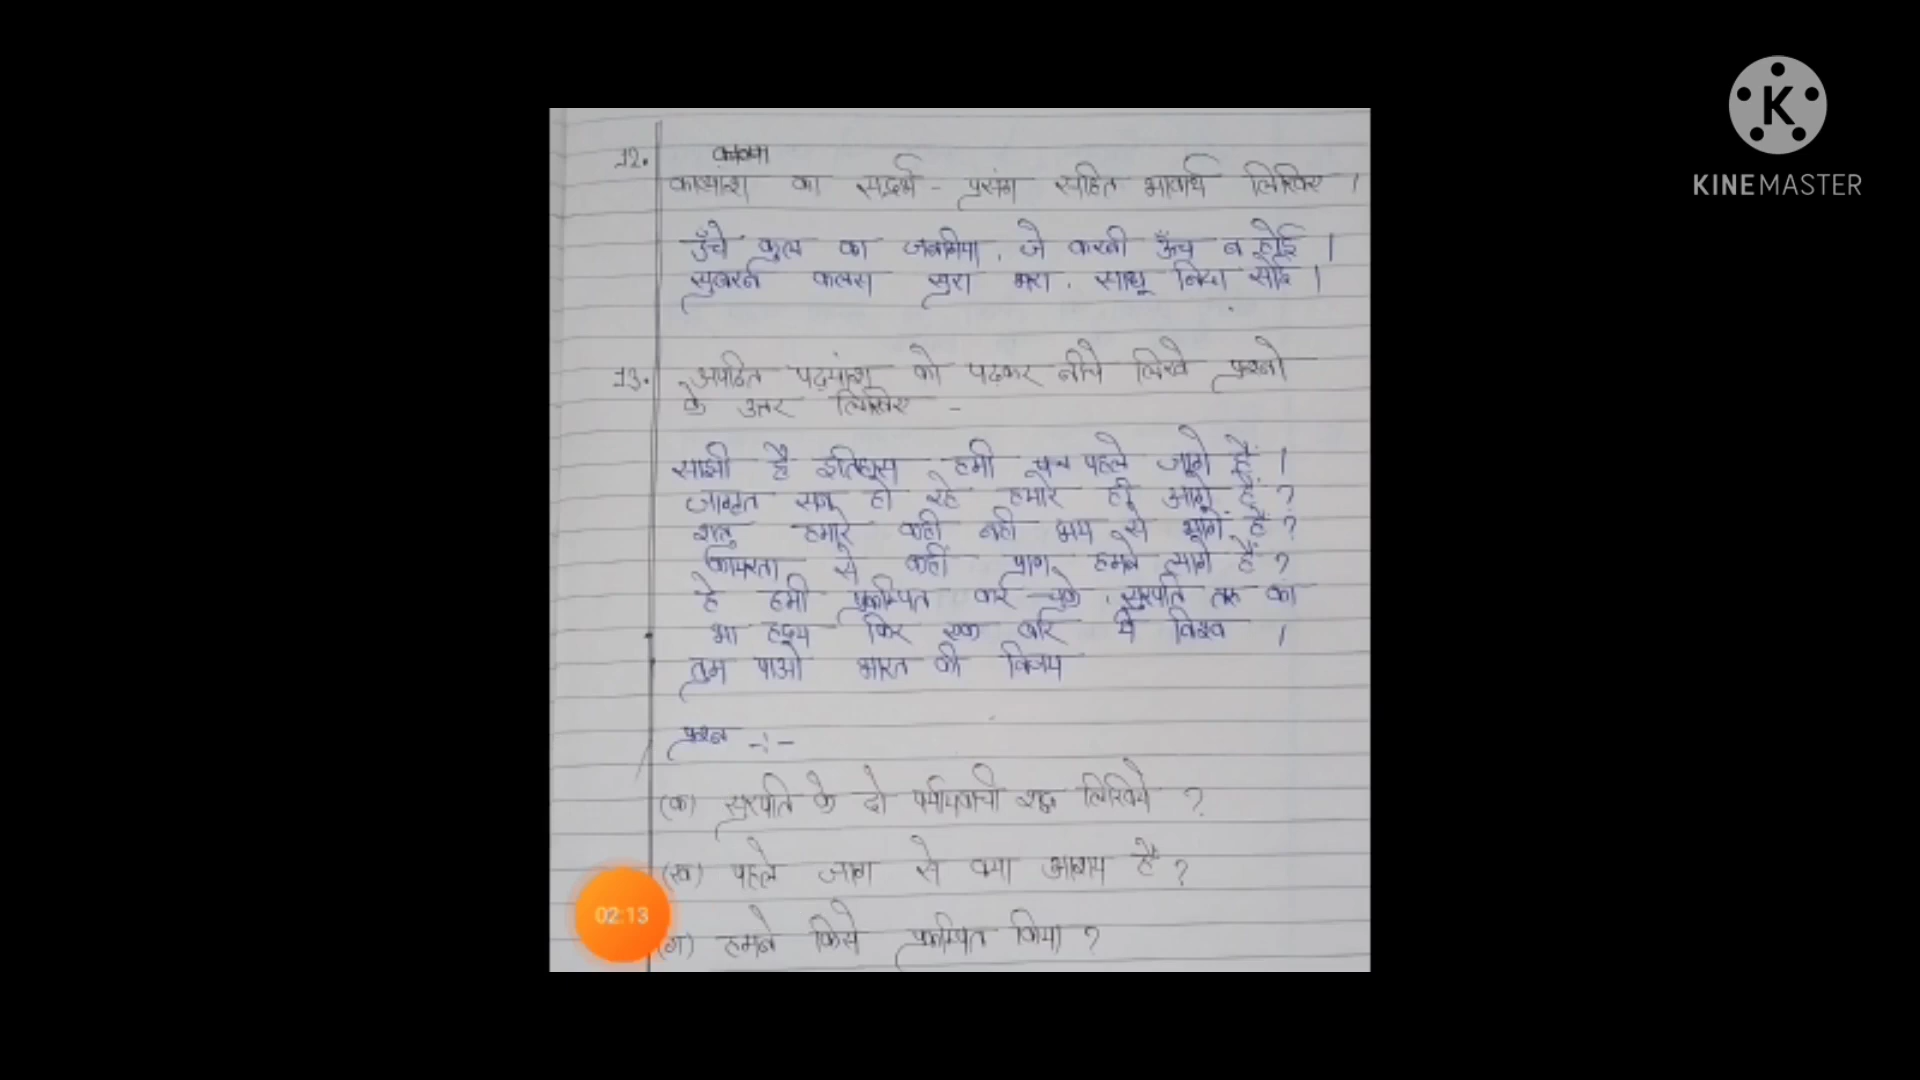 KINEMASTER
12.
काव्यांश का संदर्भ - प्रसंग सहित भावार्थ लिखिए ।
ऊँचे कुल का जनमिया, जे करनी ऊँच न होई ।
सुबरन कलस सुरा भरा, साधू निंदा सोई ।
13. अपठित पद्यांश को पढ़कर नीचे लिखे प्रश्नो
के उत्तर लिखिए -
साक्षी है इतिहास हमी पहले जागे हैं ।
जाग्रत सब हो रहे हमारे ही आगे हैं ?
शत्रु हमारे कहाँ नही भय से भागे हैं ?
कायरता से कहाँ प्राण हमने त्यागे हैं ?
है हमी प्रकम्पित कर चुके, सुरपति तक का
भी हृदय फिर एक बार हे विश्व ।
तुम गाओ भारत की विजय
प्रश्न -:-
(क) सुरपति के दो पर्यायवाची शब्द लिखिये ?
(ख) पहले जाग से क्या आशय है ?
(ग) हमने किसे प्रकम्पित किया ?
02:13